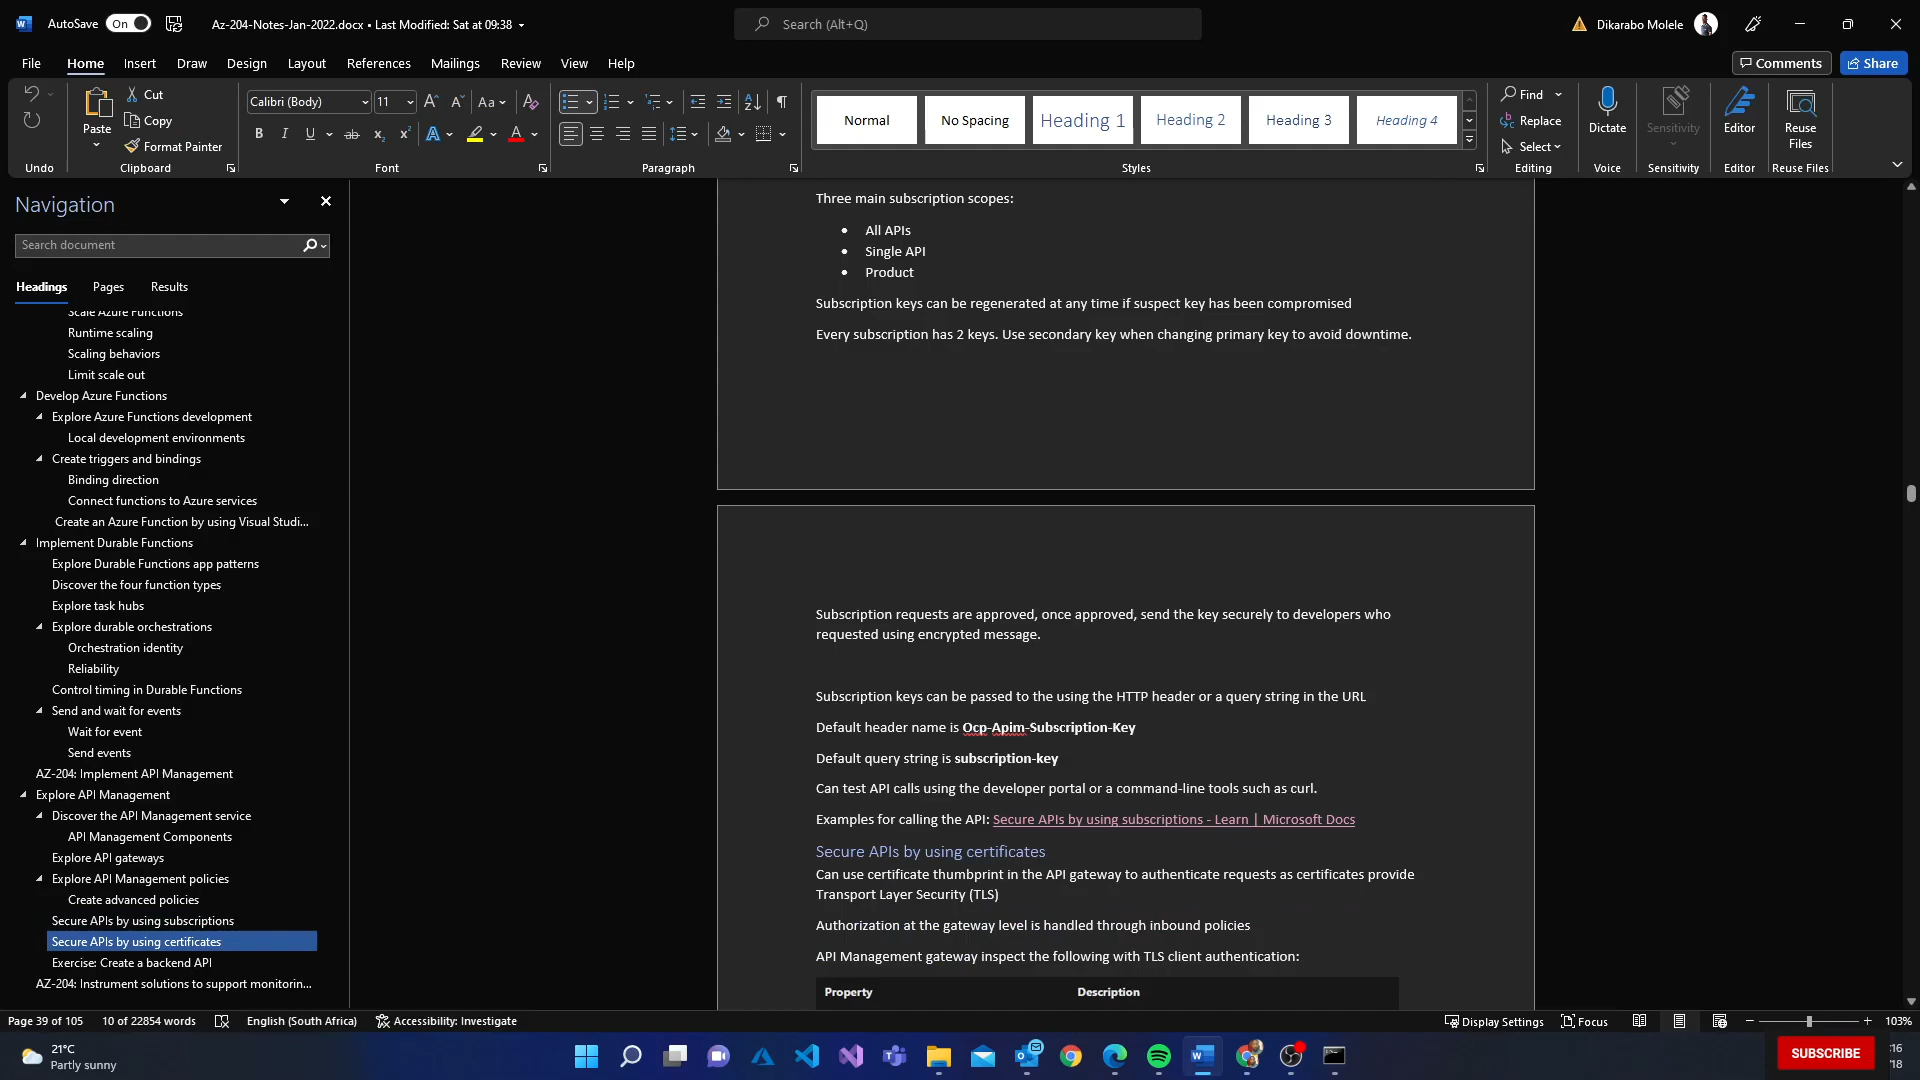 AutoSave On Az-204-Notes-Jan-2022.docx • Last Modified: Sat at 09:38 Search (Alt+Q) Dikarabo Molele
File Home Insert Draw Design Layout References Mailings Review View Help Comments Share
Paste
Cut
Copy
Format Painter
Calibri (Body) 11
Aa
B I U ab x₂ x² A A
Normal
No Spacing
Heading 1
Heading 2
Heading 3
Heading 4
Find
Replace
Select
Dictate
Sensitivity
Editor
Reuse
Files
Undo Clipboard Font Paragraph Styles Editing Voice Sensitivity Editor Reuse Files
Navigation
Search document
Headings Pages Results
Scale Azure Functions
Runtime scaling
Scaling behaviors
Limit scale out
Develop Azure Functions
Explore Azure Functions development
Local development environments
Create triggers and bindings
Binding direction
Connect functions to Azure services
Create an Azure Function by using Visual Studi...
Implement Durable Functions
Explore Durable Functions app patterns
Discover the four function types
Explore task hubs
Explore durable orchestrations
Orchestration identity
Reliability
Control timing in Durable Functions
Send and wait for events
Wait for event
Send events
AZ-204: Implement API Management
Explore API Management
Discover the API Management service
API Management Components
Explore API gateways
Explore API Management policies
Create advanced policies
Secure APIs by using subscriptions
Secure APIs by using certificates
Exercise: Create a backend API
AZ-204: Instrument solutions to support monitorin...
Three main subscription scopes:
• All APIs
• Single API
• Product
Subscription keys can be regenerated at any time if suspect key has been compromised
Every subscription has 2 keys. Use secondary key when changing primary key to avoid downtime.
Subscription requests are approved, once approved, send the key securely to developers who
requested using encrypted message.
Subscription keys can be passed to the using the HTTP header or a query string in the URL
Default header name is Ocp-Apim-Subscription-Key
Default query string is subscription-key
Can test API calls using the developer portal or a command-line tools such as curl.
Examples for calling the API: Secure APIs by using subscriptions - Learn | Microsoft Docs
Secure APIs by using certificates
Can use certificate thumbprint in the API gateway to authenticate requests as certificates provide
Transport Layer Security (TLS)
Authorization at the gateway level is handled through inbound policies
API Management gateway inspect the following with TLS client authentication:
Property Description
Page 39 of 105 10 of 22854 words English (South Africa) Accessibility: Investigate Display Settings Focus 103%
21°C
Partly sunny
SUBSCRIBE
:16
'18